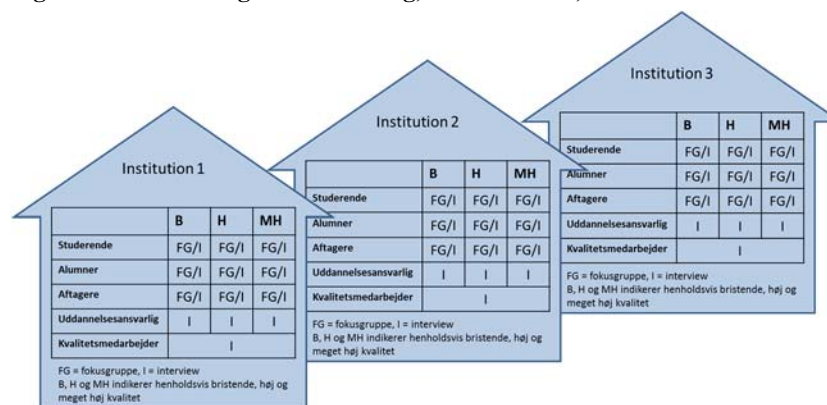 Institution 1
B H MH
Studerende FG/I FG/I FG/I
Alumner FG/I FG/I FG/I
Aftagere FG/I FG/I FG/I
Uddannelsesansvarlig I I I
Kvalitetsmedarbejder I
FG = fokusgruppe, I = interview
B, H og MH indikerer henholdsvis bristende, høj og
meget høj kvalitet
Institution 2
B H MH
Studerende FG/I FG/I FG/I
Alumner FG/I FG/I FG/I
Aftagere FG/I FG/I FG/I
Uddannelsesansvarlig I I I
Kvalitetsmedarbejder I
FG = fokusgruppe, I = interview
B, H og MH indikerer henholdsvis bristende, høj og
meget høj kvalitet
Institution 3
B H MH
Studerende FG/I FG/I FG/I
Alumner FG/I FG/I FG/I
Aftagere FG/I FG/I FG/I
Uddannelsesansvarlig I I I
Kvalitetsmedarbejder I
FG = fokusgruppe, I = interview
B, H og MH indikerer henholdsvis bristende, høj og
meget høj kvalitet